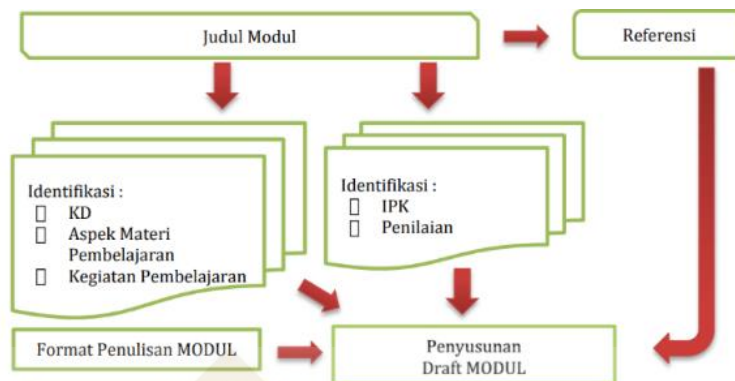 Judul Modul
Referensi
Identifikasi :
KD
Aspek Materi
Pembelajaran
Kegiatan Pembelajaran
Identifikasi :
IPK
Penilaian
Format Penulisan MODUL
Penyusunan
Draft MODUL